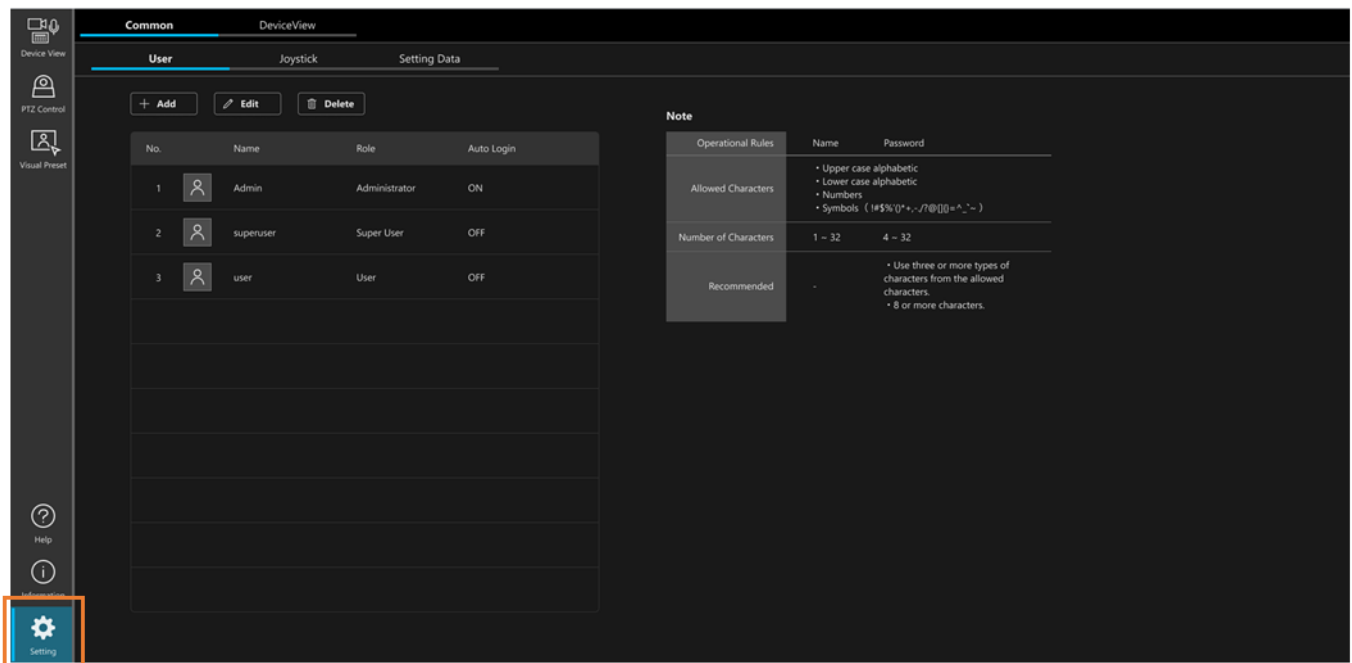 Common DeviceView
User Joystick Setting Data
Device View
PTZ Control
Visual Preset
+ Add Edit Delete
No. Name Role Auto Login
1 Admin Administrator ON
2 superuser Super User OFF
3 user User OFF
Note
Operational Rules Name Password
Allowed Characters
・Upper case alphabetic
・Lower case alphabetic
・Numbers
・Symbols ( !#$%'()*+,-./?@[]{}=^_`~ )
Number of Characters 1 ~ 32 4 ~ 32
Recommended -
・Use three or more types of
characters from the allowed
characters.
・8 or more characters.
Help
Information
Setting